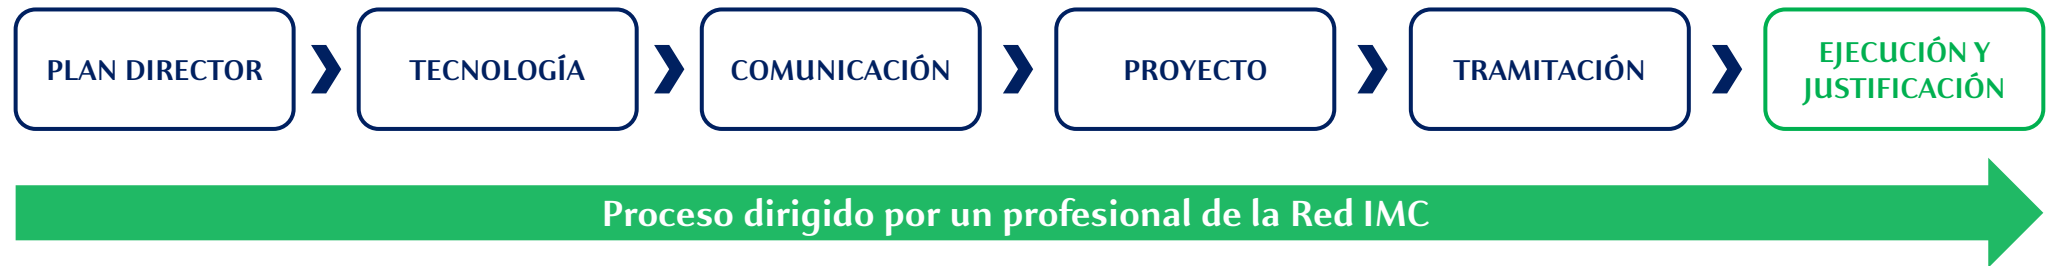 PLAN DIRECTOR
TECNOLOGÍA
COMUNICACIÓN
PROYECTO
TRAMITACIÓN
EJECUCIÓN Y
JUSTIFICACIÓN
Proceso dirigido por un profesional de la Red IMC